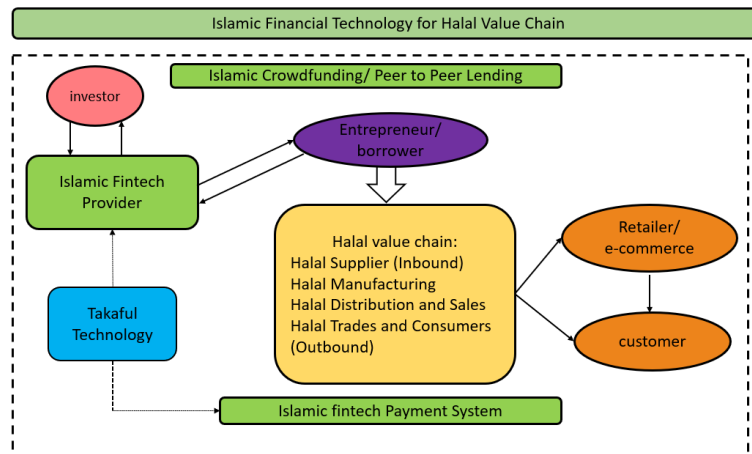 Islamic Financial Technology for Halal Value Chain
Islamic Crowdfunding/ Peer to Peer Lending
investor
Entrepreneur/
borrower
Islamic Fintech
Provider
Halal value chain:
Halal Supplier (Inbound)
Halal Manufacturing
Halal Distribution and Sales
Halal Trades and Consumers
(Outbound)
Retailer/
e-commerce
Takaful
Technology
customer
Islamic fintech Payment System